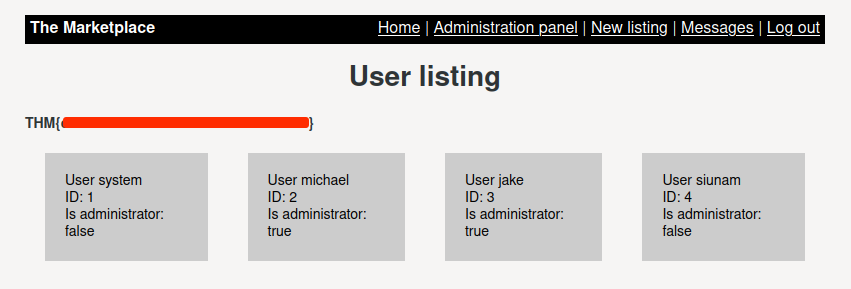 The Marketplace
Home | Administration panel | New listing | Messages | Log out
User listing
THM{ }
User system
ID: 1
Is administrator:
false
User michael
ID: 2
Is administrator:
true
User jake
ID: 3
Is administrator:
true
User siunam
ID: 4
Is administrator:
false